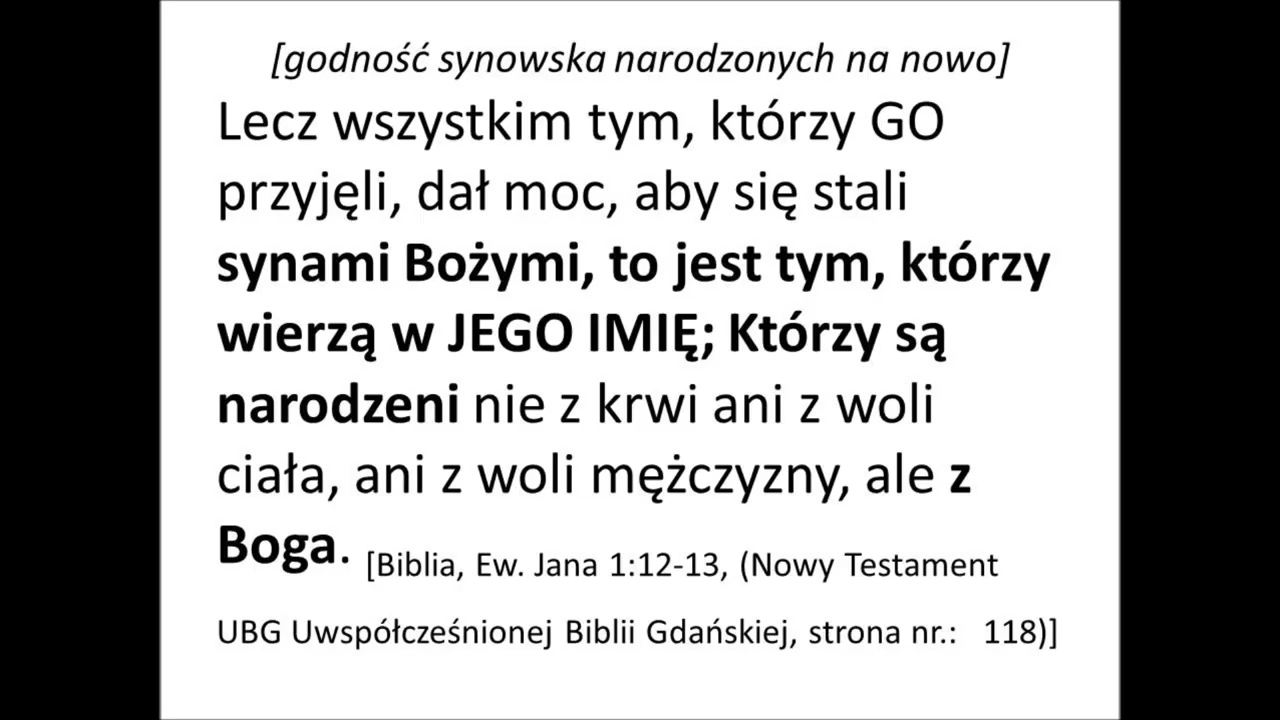 [godność synowska narodzonych na nowo]
Lecz wszystkim tym, którzy GO
przyjęli, dał moc, aby się stali
synami Bożymi, to jest tym, którzy
wierzą w JEGO IMIĘ; Którzy są
narodzeni nie z krwi ani z woli
ciała, ani z woli mężczyzny, ale z
Boga. [Biblia, Ew. Jana 1:12-13, (Nowy Testament
UBG Uwspółcześnionej Biblii Gdańskiej, strona nr.: 118)]